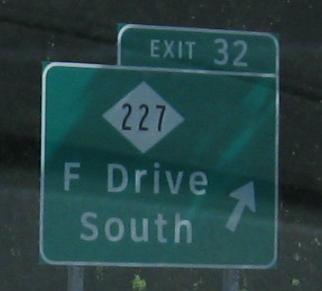 EXIT 32
227
F Drive
South